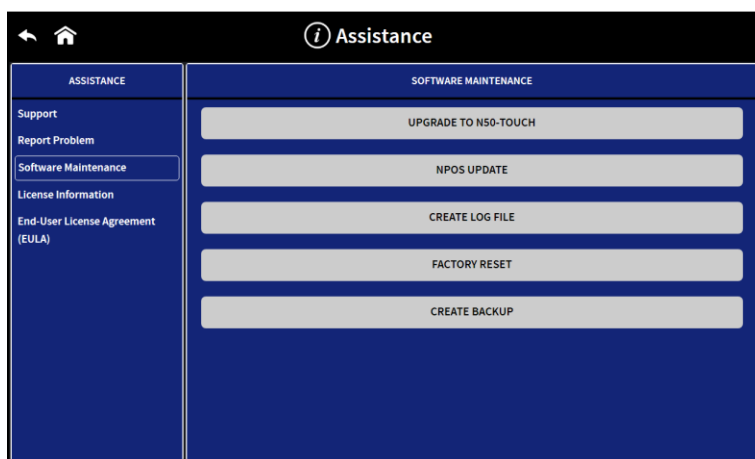 Assistance
ASSISTANCE
Support
Report Problem
Software Maintenance
License Information
End-User License Agreement
(EULA)
SOFTWARE MAINTENANCE
UPGRADE TO N50-TOUCH
NPOS UPDATE
CREATE LOG FILE
FACTORY RESET
CREATE BACKUP